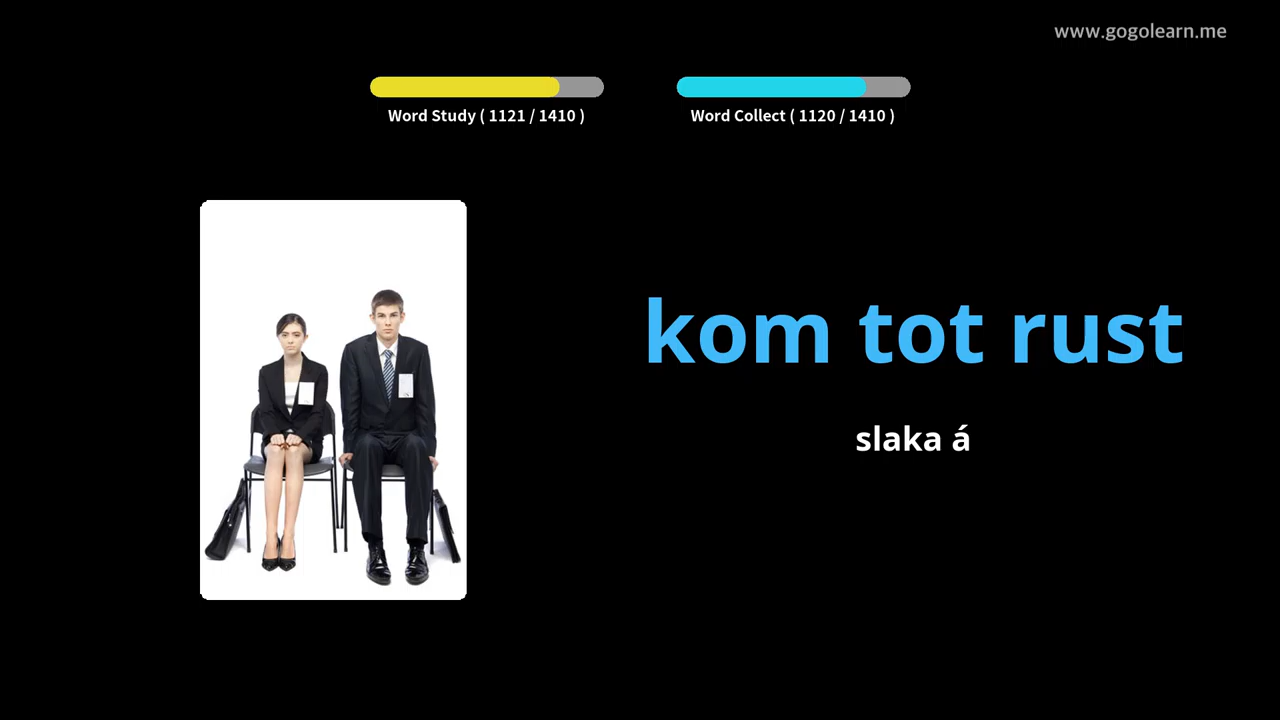 www.gogolearn.me
Word Study ( 1121 / 1410 )
Word Collect ( 1120 / 1410 )
kom tot rust
slaka á